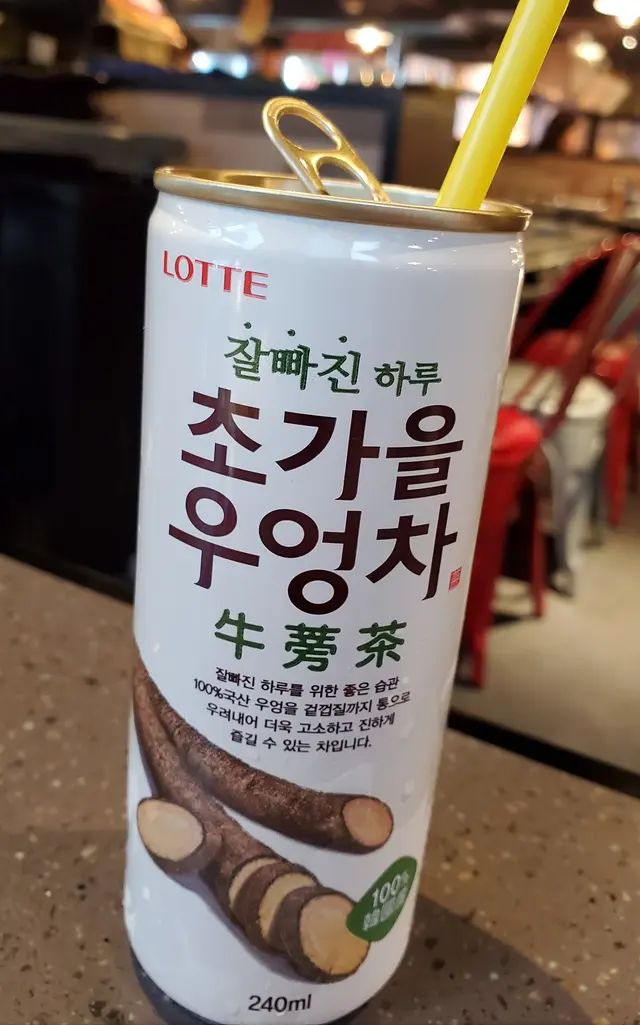 LOTTE
잘빠진 하루
초가을
우엉차
牛蒡茶
잘빠진 하루를 위한 좋은 습관
100%국산 우엉을 겉껍질까지 통으로
우려내어 더욱 고소하고 진하게
즐길 수 있는 차입니다.
100%
240ml